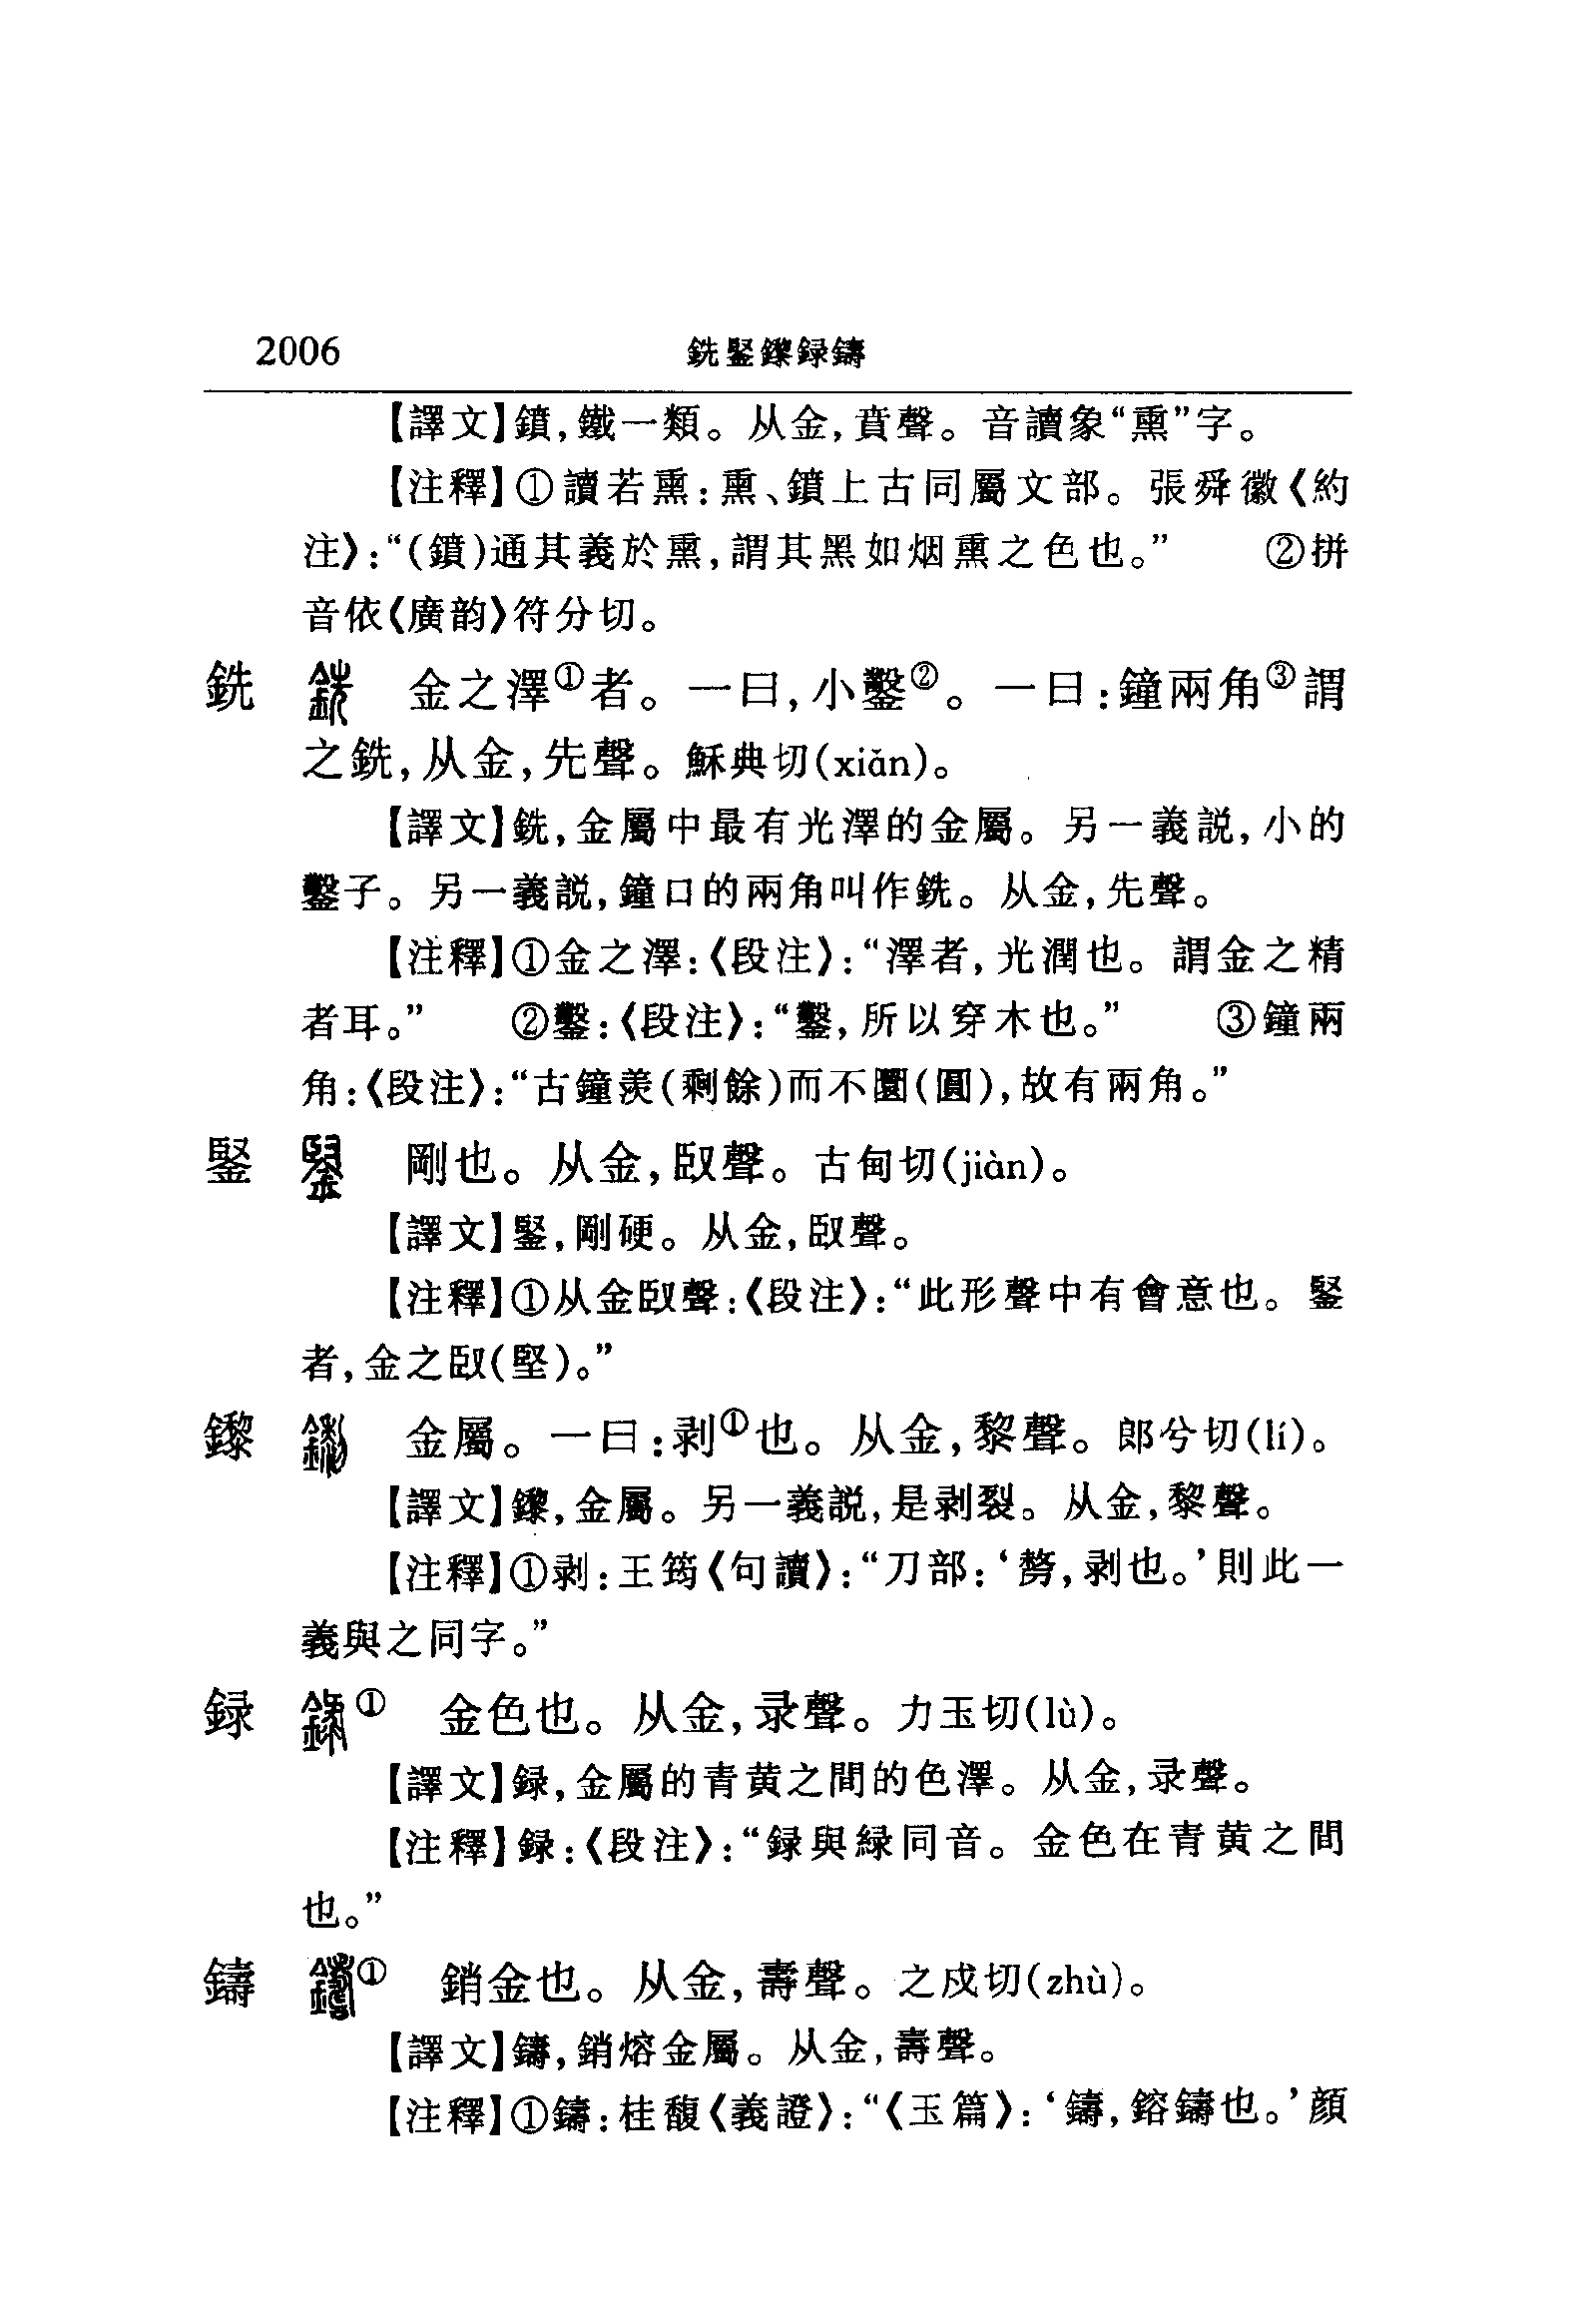 2006 銑鋻鑗録鑄
【譯文】鐼,鐵一類。从金,賁聲。音讀象“熏”字。
【注釋】①讀若熏:熏、鐼上古同屬文部。張舜徽《約
注》:“(鐼)通其義於熏,謂其黑如烟熏之色也。” ②拼
音依《廣韵》符分切。
銑 金之澤①者。一曰,小鑿②。一曰:鐘兩角③謂
之銑,从金,先聲。穌典切(xiǎn)。
【譯文】銑,金屬中最有光澤的金屬。另一義説,小的
鑿子。另一義説,鐘口的兩角叫作銑。从金,先聲。
【注釋】①金之澤:《段注》:“澤者,光潤也。謂金之精
者耳。” ②鑿:《段注》:“鑿,所以穿木也。” ③鐘兩
角:《段注》:“古鐘羨(剩餘)而不圜(圓),故有兩角。”
鋻 剛也。从金,臤聲。古甸切(jiàn)。
【譯文】鋻,剛硬。从金,臤聲。
【注釋】①从金臤聲:《段注》:“此形聲中有會意也。鋻
者,金之臤(堅)。”
鑗 金屬。一曰:剥①也。从金,黎聲。郎兮切(lí)。
【譯文】鑗,金屬。另一義説,是剥裂。从金,黎聲。
【注釋】①剥:王筠《句讀》:“刀部:‘剺,剥也。’則此一
義與之同字。”
録① 金色也。从金,录聲。力玉切(lù)。
【譯文】録,金屬的青黄之間的色澤。从金,录聲。
【注釋】録:《段注》:“録與緑同音。金色在青黄之間
也。”
鑄① 銷金也。从金,壽聲。之戍切(zhù)。
【譯文】鑄,銷熔金屬。从金,壽聲。
【注釋】①鑄:桂馥《義證》:“《玉篇》:‘鑄,鎔鑄也。’顔